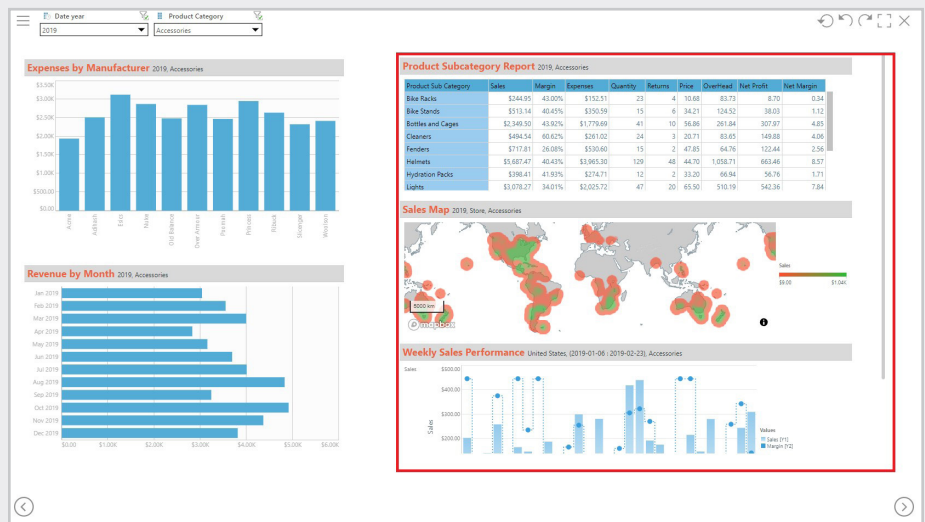 Date year
Product Category
2019
Accessories
Expenses by Manufacturer 2019, Accessories
$3.50K
$3.00K
$2.50K
$2.00K
$1.50K
$1.00K
$500.00
$0.00
Acme
Adikash
Nuke
Old Balance
Over Armour
Princess
Ribuck
Slizenger
Woolson
Revenue by Month 2019, Accessories
Jan 2019
Feb 2019
Mar 2019
Apr 2019
May 2019
Jun 2019
Jul 2019
Aug 2019
Sep 2019
Oct 2019
Nov 2019
Dec 2019
$0.00 $1.00K $2.00K $3.00K $4.00K $5.00K $6.00K
Product Subcategory Report 2019, Accessories
Product Sub Category Sales Margin Expenses Quantity Returns Price OverHead Net Profit Net Margin
Bike Racks $244.95 43.00% $152.51 23 4 10.68 83.73 8.70 0.34
Bike Stands $513.14 40.45% $350.59 15 6 34.21 124.52 38.03 1.12
Bottles and Cages $2,349.50 43.92% $1,779.69 41 10 56.86 261.84 307.97 4.85
Cleaners $494.54 60.62% $261.02 24 3 20.71 83.65 149.88 4.06
Fenders $717.81 26.08% $530.60 15 2 47.85 64.76 122.44 2.56
Helmets $5,687.47 40.43% $3,965.30 129 48 44.70 1,058.71 663.46 8.57
Hydration Packs $398.41 41.93% $274.71 12 2 33.20 66.94 56.76 1.71
Lights $3,078.27 34.01% $2,025.72 47 20 65.50 510.19 542.36 7.84
Sales Map 2019, Store, Accessories
Sales
$9.00 $1.04K
5000 km
mapbox
Weekly Sales Performance United States, (2019-01-06 : 2019-02-23), Accessories
Sales
$500.00
$400.00
$300.00
$200.00
Sales
Values
Sales [Y1]
Margin [Y2]